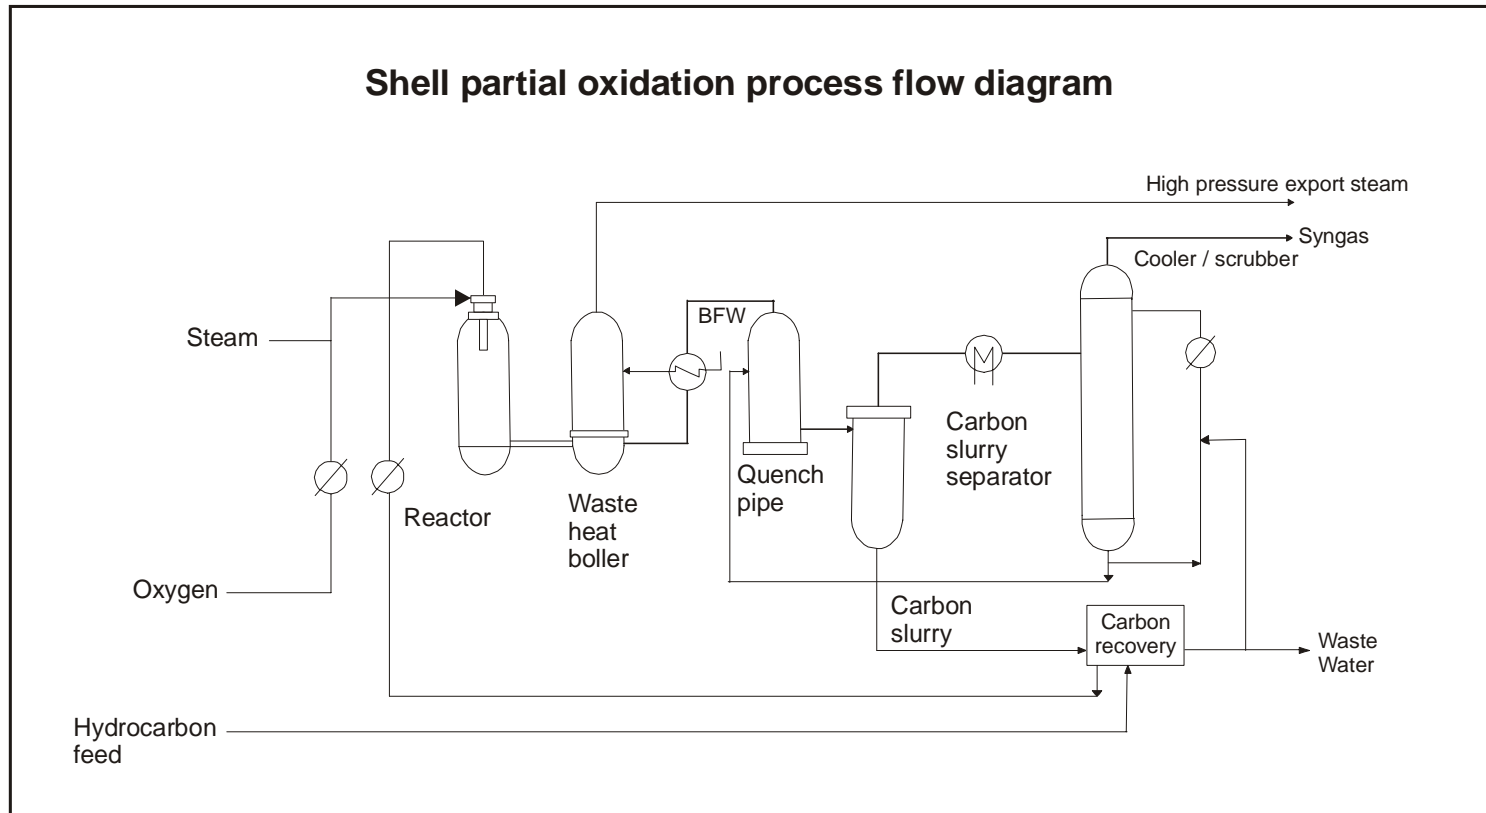 Shell partial oxidation process flow diagram
High pressure export steam
Syngas
Cooler / scrubber
BFW
Steam
Carbon
slurry
separator
Quench
pipe
Waste
heat
boller
Reactor
Oxygen
Carbon
slurry
Carbon
recovery
Waste
Water
Hydrocarbon
feed